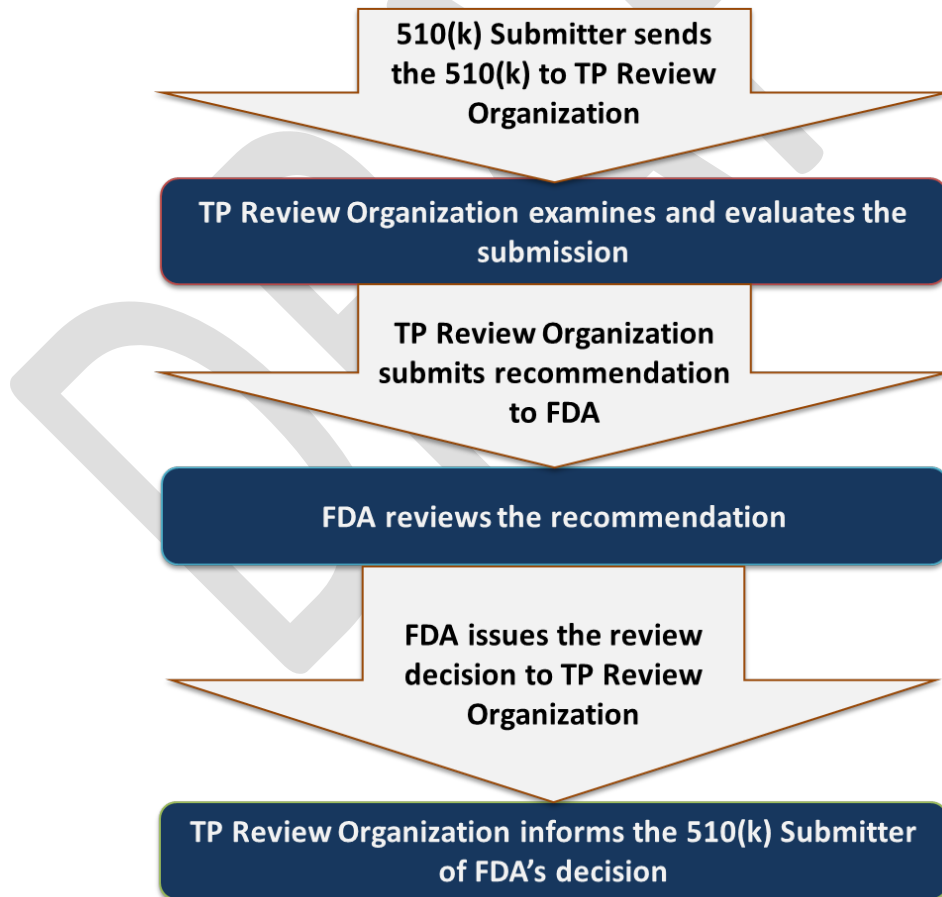 510(k) Submitter sends
the 510(k) to TP Review
Organization
TP Review Organization examines and evaluates the
submission
TP Review Organization
submits recommendation
to FDA
FDA reviews the recommendation
FDA issues the review
decision to TP Review
Organization
TP Review Organization informs the 510(k) Submitter
of FDA's decision